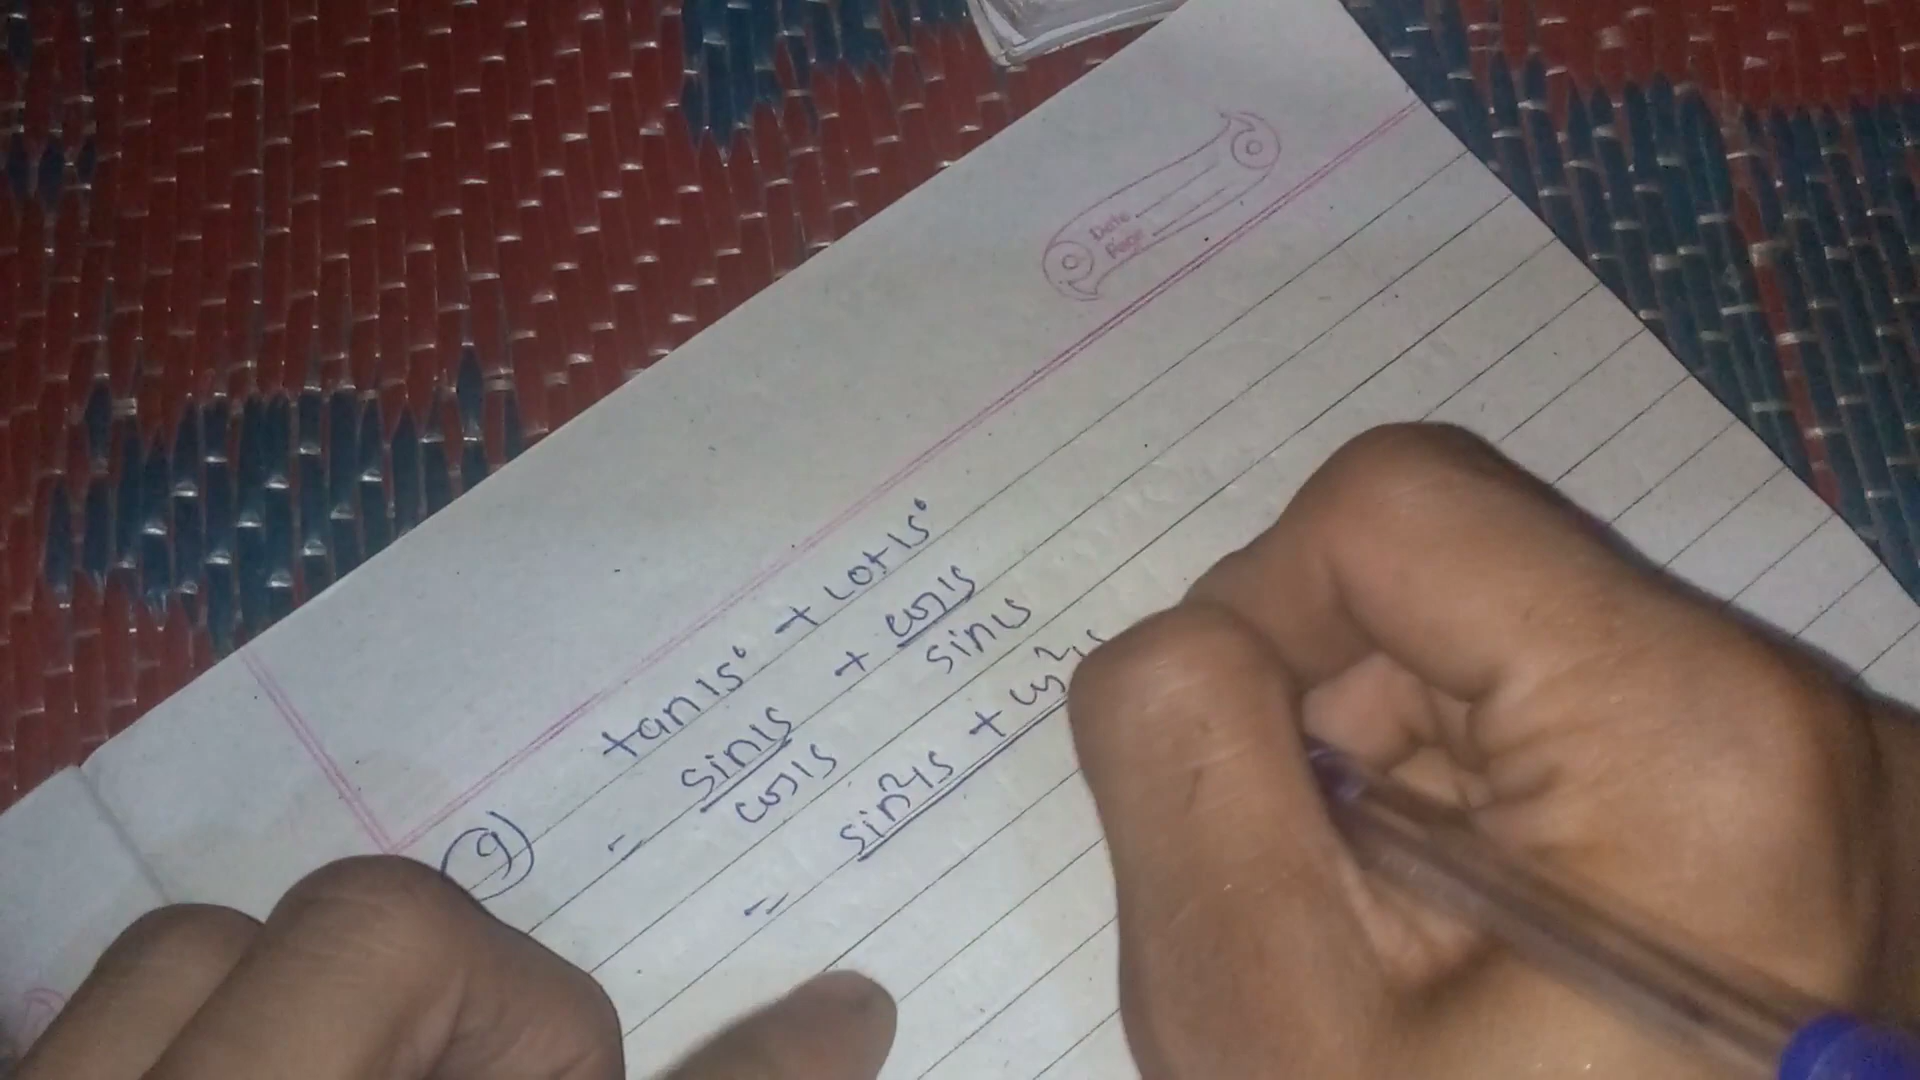 Date
Page
9) tan15° + cot15°
= sin15/cos15 + cos15/sin15
= sin²15 + cos²15